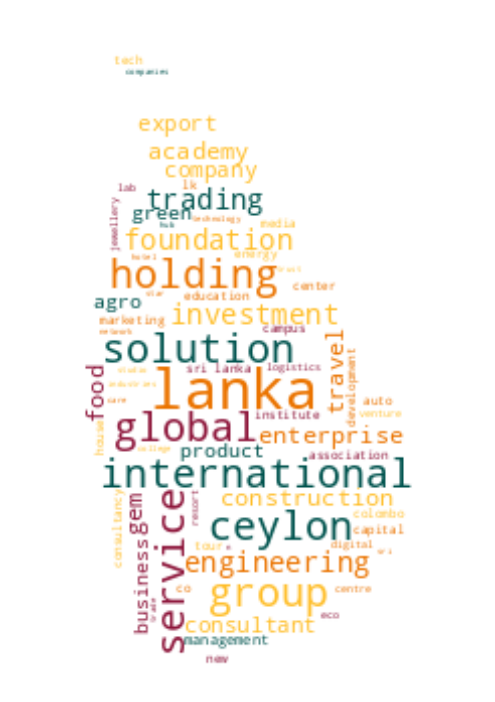 tech
companies
export
academy
company
lab
lk
trading
green
technology
hub
jewellery
media
foundation
energy
hotel
holding
trust
center
star
education
agro
investment
marketing
campus
network
solution
travel
development
sri lanka
logistics
studio
food
lanka
industries
care
auto
venture
global
institute
enterprise
house
college
product
association
international
consultancy
gem
service
resort
construction
ceylon
colombo
capital
business
tour
digital
engineering
co
group
centre
trade
eco
consultant
management
new